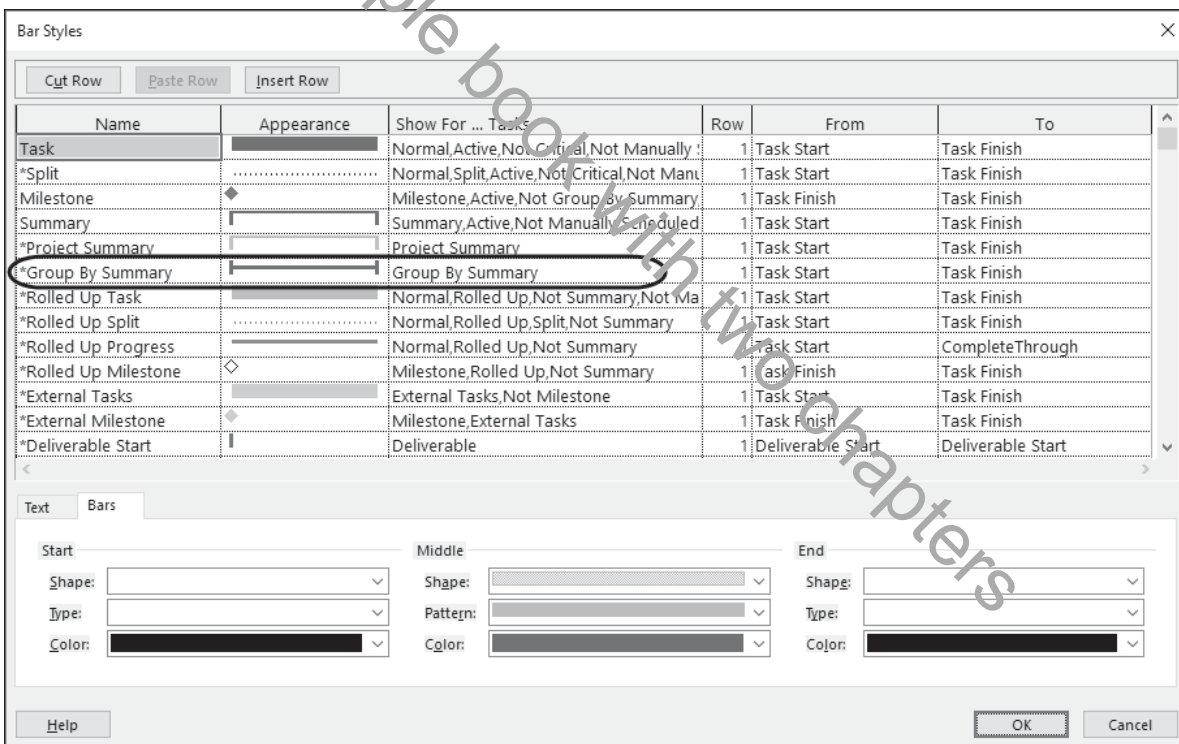 Bar Styles
Cut Row Paste Row Insert Row
Name Appearance Show For ... Tasks Row From To
Task Normal,Active,Not Critical,Not Manually 1 Task Start Task Finish
*Split Normal,Split,Active,Not Critical,Not Manu 1 Task Start Task Finish
Milestone Milestone,Active,Not Group By Summary, 1 Task Finish Task Finish
Summary Summary,Active,Not Manually Scheduled 1 Task Start Task Finish
*Project Summary Project Summary 1 Task Start Task Finish
*Group By Summary Group By Summary 1 Task Start Task Finish
*Rolled Up Task Normal,Rolled Up,Not Summary,Not Ma 1 Task Start Task Finish
*Rolled Up Split Normal,Rolled Up,Split,Not Summary 1 Task Start Task Finish
*Rolled Up Progress Normal,Rolled Up,Not Summary 1 Task Start CompleteThrough
*Rolled Up Milestone Milestone,Rolled Up,Not Summary 1 Task Finish Task Finish
*External Tasks External Tasks,Not Milestone 1 Task Start Task Finish
*External Milestone Milestone,External Tasks 1 Task Finish Task Finish
*Deliverable Start Deliverable 1 Deliverable Start Deliverable Start
Text Bars
Start Middle End
Shape: Shape: Shape:
Type: Pattern: Type:
Color: Color: Color:
Help OK Cancel
book with two chapters